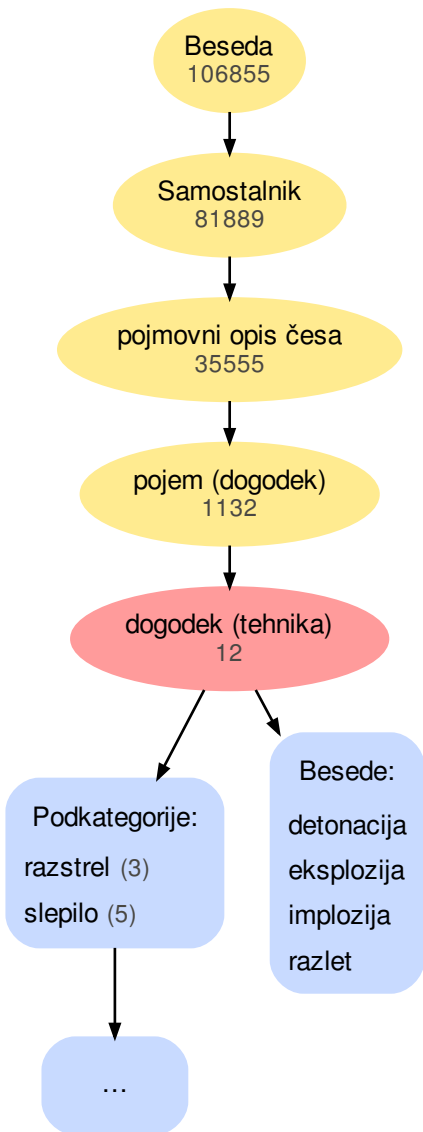 Beseda
106855
Samostalnik
81889
pojmovni opis česa
35555
pojem (dogodek)
1132
dogodek (tehnika)
12
Podkategorije:
razstrel (3)
slepilo (5)
...
Besede:
detonacija
eksplozija
implozija
razlet